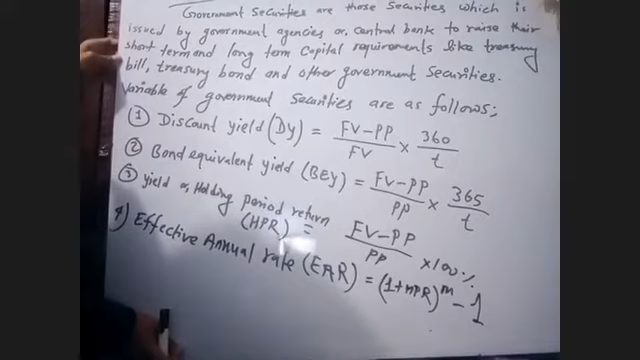 Government Securities are those Securities which is
issued by government agencies or, central bank to raise their
short term and long term Capital requirements like treasury
bill, treasury bond and other government Securities.
Variable of government Securities are as follows;
① Discount yield (Dy) = FV-PP/FV × 360/t
② Bond equivalent yield (BEy) = FV-PP/PP × 365/t
③ yield or, Holding period return (HPR) = FV-PP/PP × 100%
4) Effective Annual rate (EAR) = (1+HPR)^m - 1